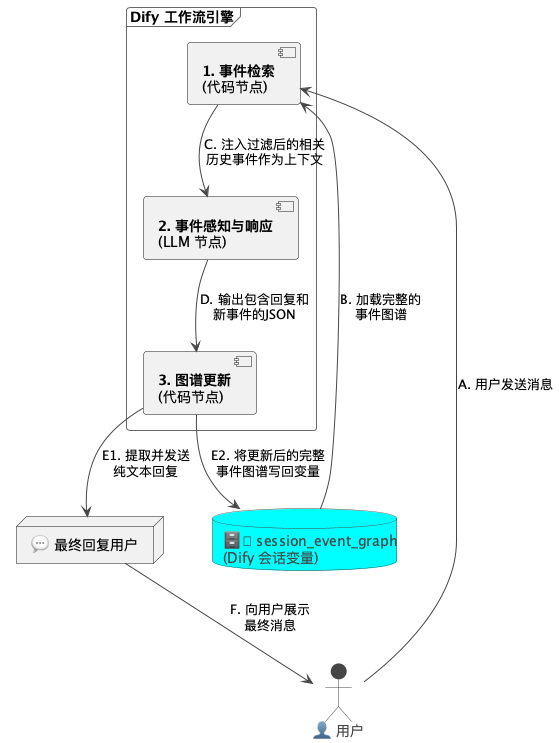 Dify 工作流引擎
1. 事件检索
(代码节点)
C. 注入过滤后的相关
历史事件作为上下文
2. 事件感知与响应
(LLM 节点)
D. 输出包含回复和
新事件的JSON
B. 加载完整的
事件图谱
3. 图谱更新
(代码节点)
A. 用户发送消息
E1. 提取并发送
纯文本回复
E2. 将更新后的完整
事件图谱写回变量
最终回复用户
session_event_graph
(Dify 会话变量)
F. 向用户展示
最终消息
用户